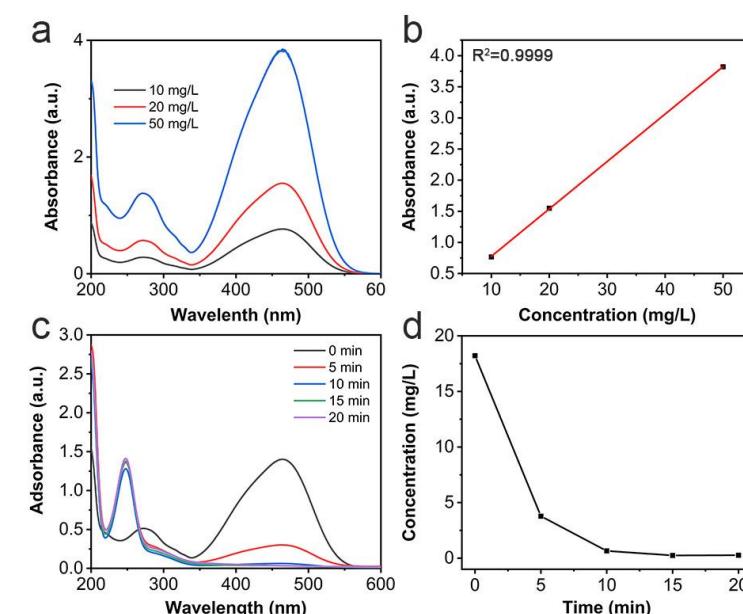 a
Absorbance (a.u.)
4
2
0
10 mg/L
20 mg/L
50 mg/L
200 300 400 500 60
Wavelenth (nm)
b
Absorbance (a.u.)
R²=0.9999
4.0
3.5
3.0
2.5
2.0
1.5
1.0
0.5
10 20 30 40 50
Concentration (mg/L)
c
Adsorbance (a.u.)
3.0
2.5
2.0
1.5
1.0
0.5
0.0
0 min
5 min
10 min
15 min
20 min
200 300 400 500 600
Wavelength (nm)
d
Concentration (mg/L)
20
15
10
5
0
0 5 10 15 20
Time (min)